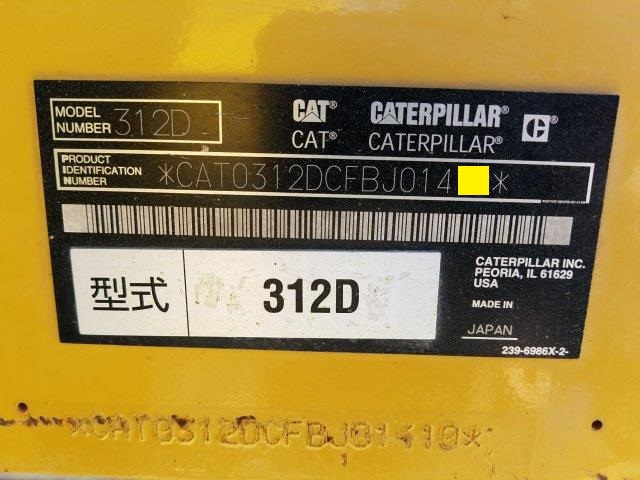 MODEL NUMBER 312D
CAT® CATERPILLAR®
CAT® CATERPILLAR®
PRODUCT IDENTIFICATION NUMBER *CAT0312DCFBJ014 *
型式 312D
CATERPILLAR INC.
PEORIA, IL 61629
USA
MADE IN
JAPAN
239-6986X-2-
*CAT0312DCFBJ01410*